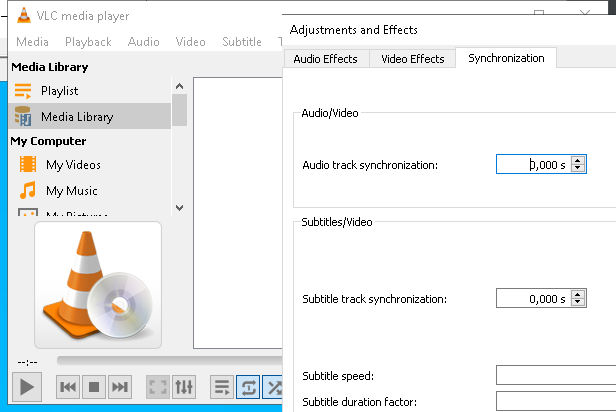 VLC media player
Media Playback Audio Video Subtitle
Media Library
Playlist
Media Library
My Computer
My Videos
My Music
My Pictures
--:--
Adjustments and Effects
Audio Effects Video Effects Synchronization
Audio/Video
Audio track synchronization: 0,000 s
Subtitles/Video
Subtitle track synchronization: 0,000 s
Subtitle speed:
Subtitle duration factor: